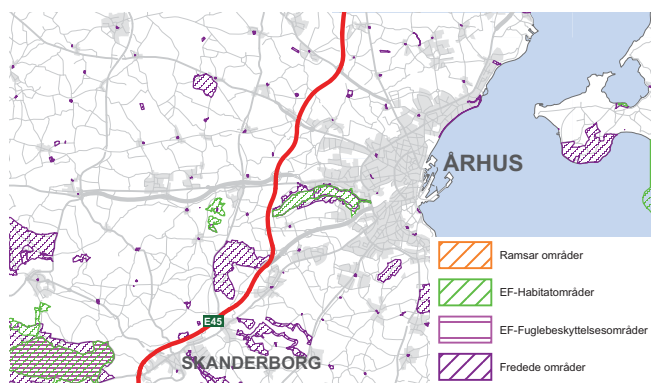 ÅRHUS
Ramsar områder
EF-Habitatområder
EF-Fuglebeskyttelsesområder
Fredede områder
E45
SKANDERBORG